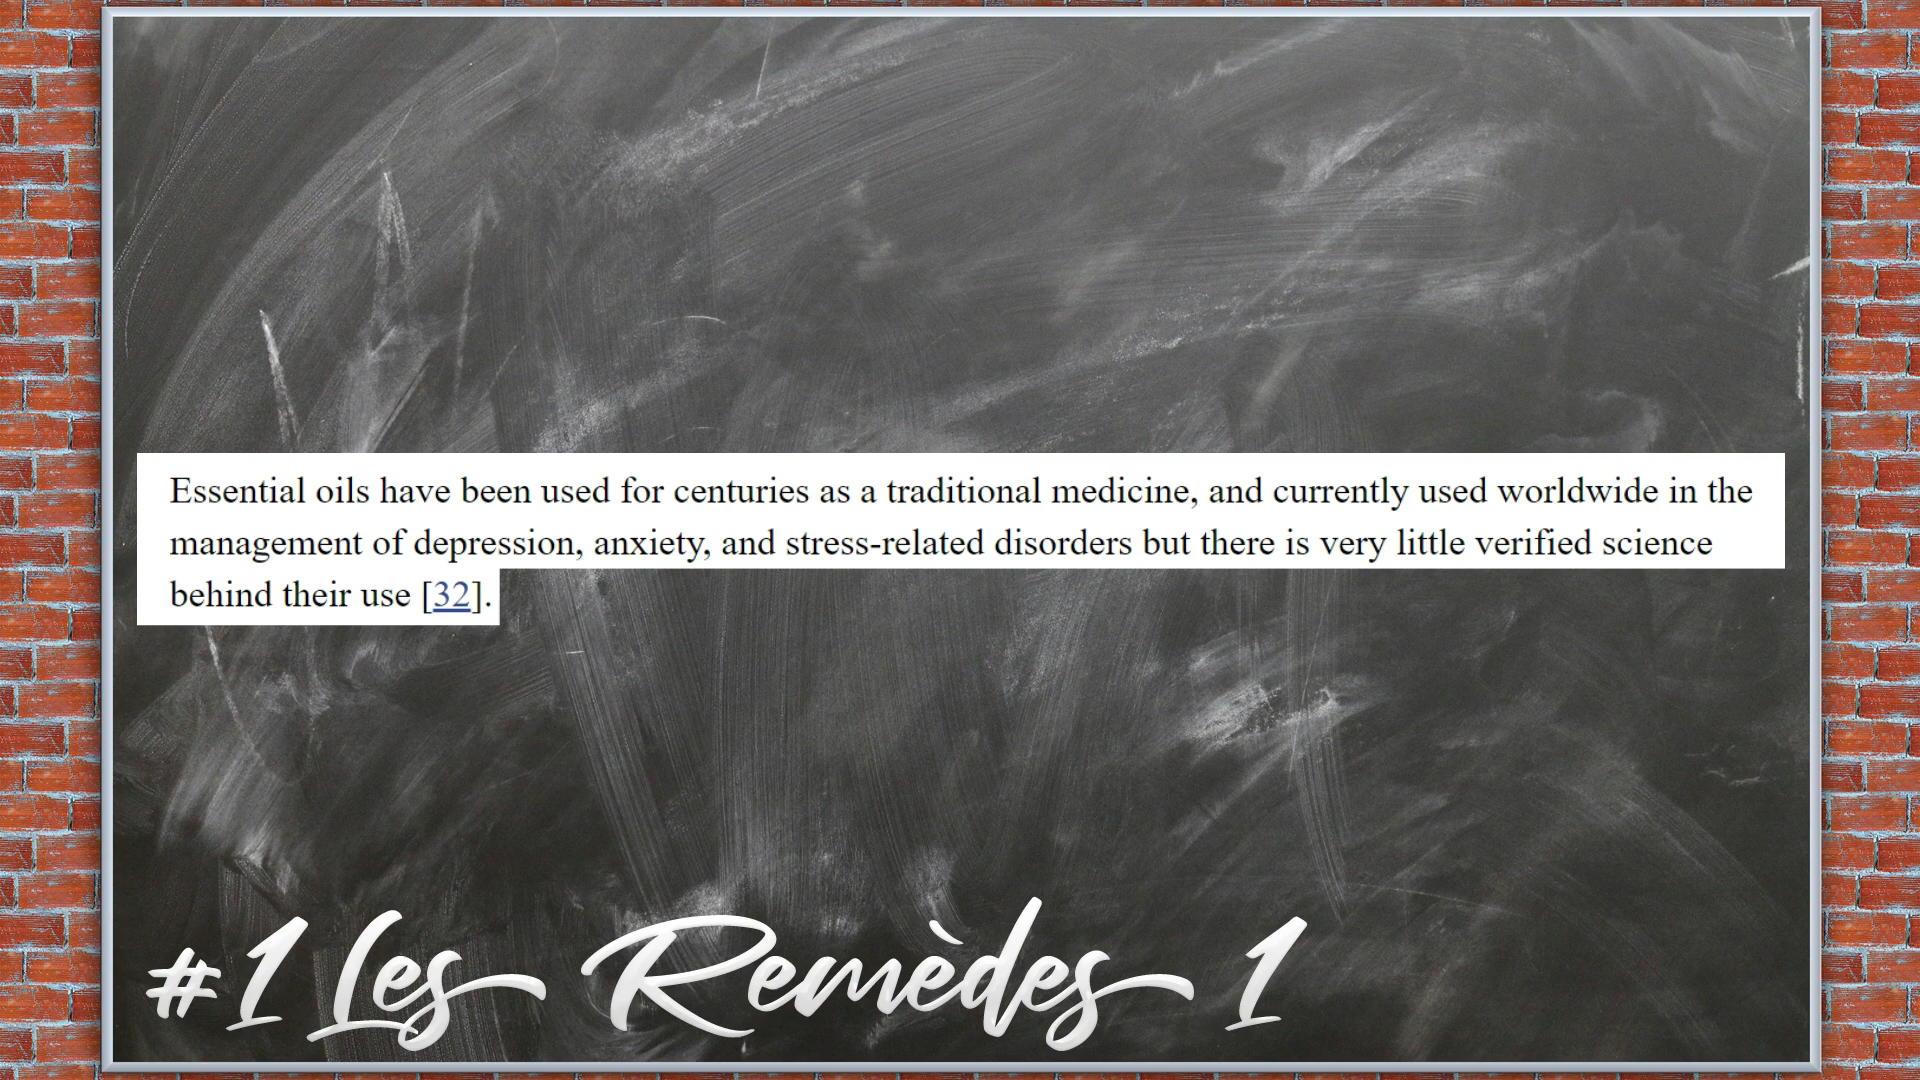 Essential oils have been used for centuries as a traditional medicine, and currently used worldwide in the
management of depression, anxiety, and stress-related disorders but there is very little verified science
behind their use [32].
#1 Les Remèdes 1